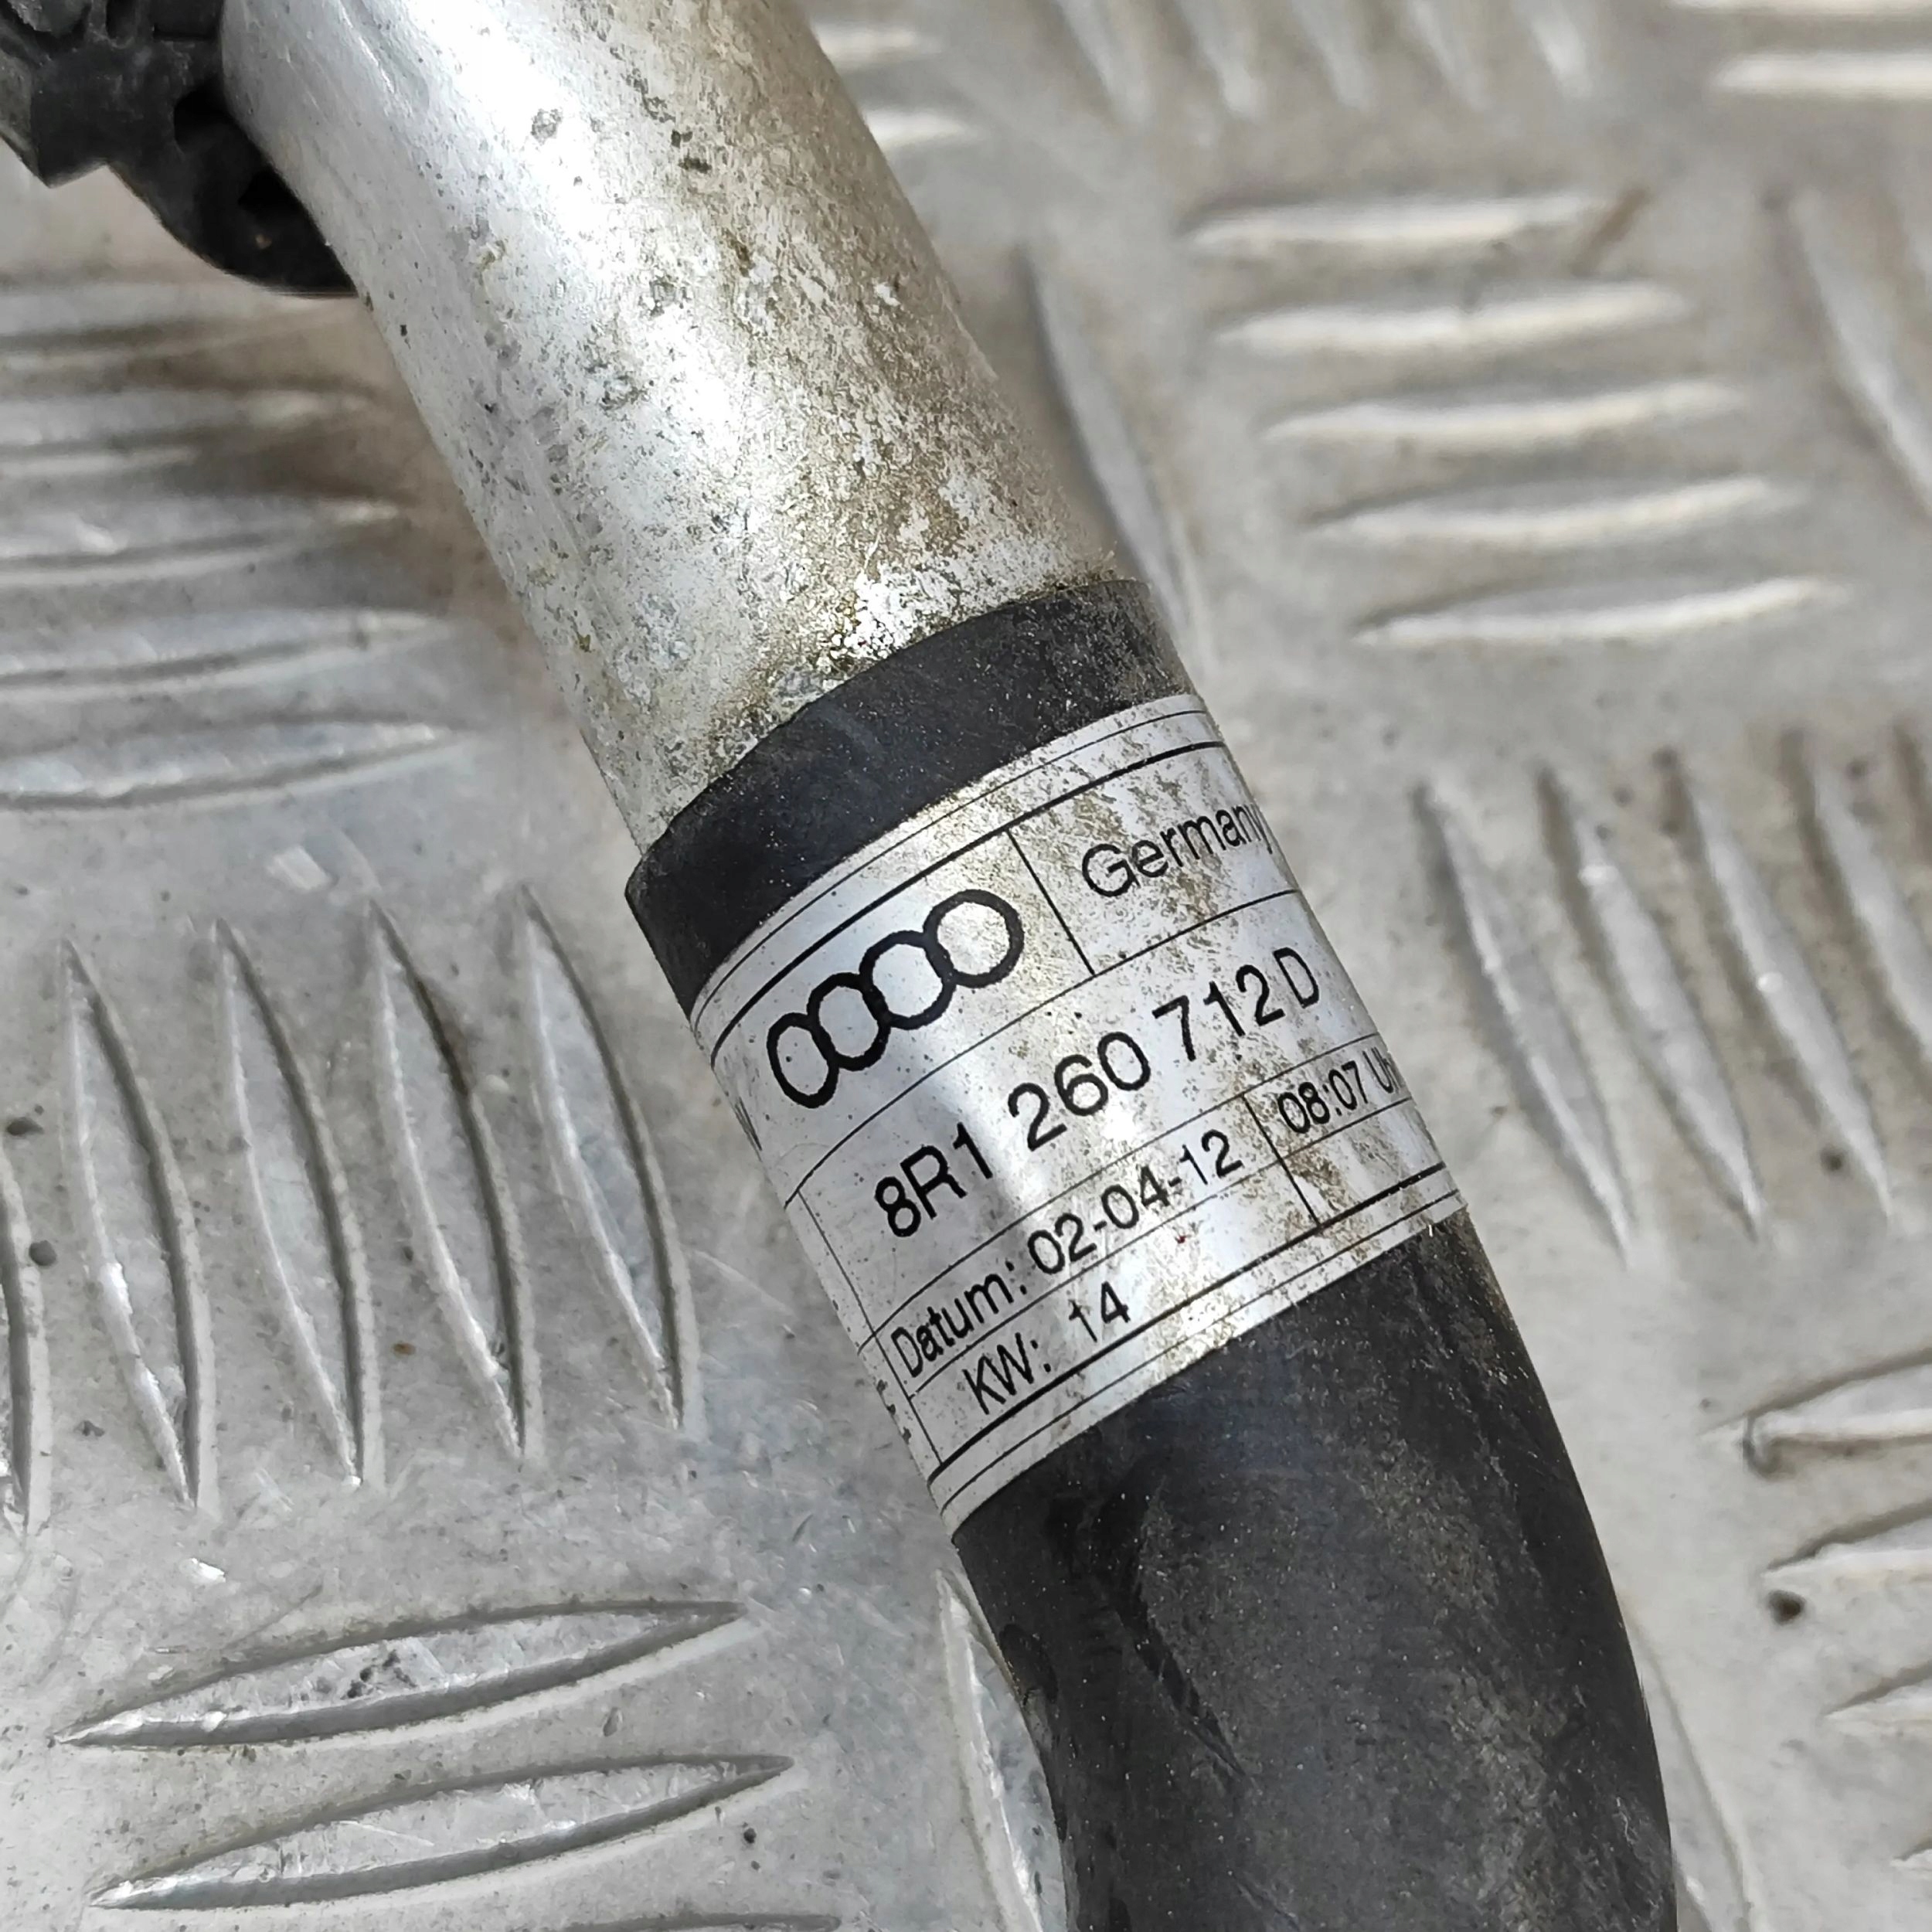 Germany
8R1 260 712 D
Datum: 02-04-12 08:07
KW: 14